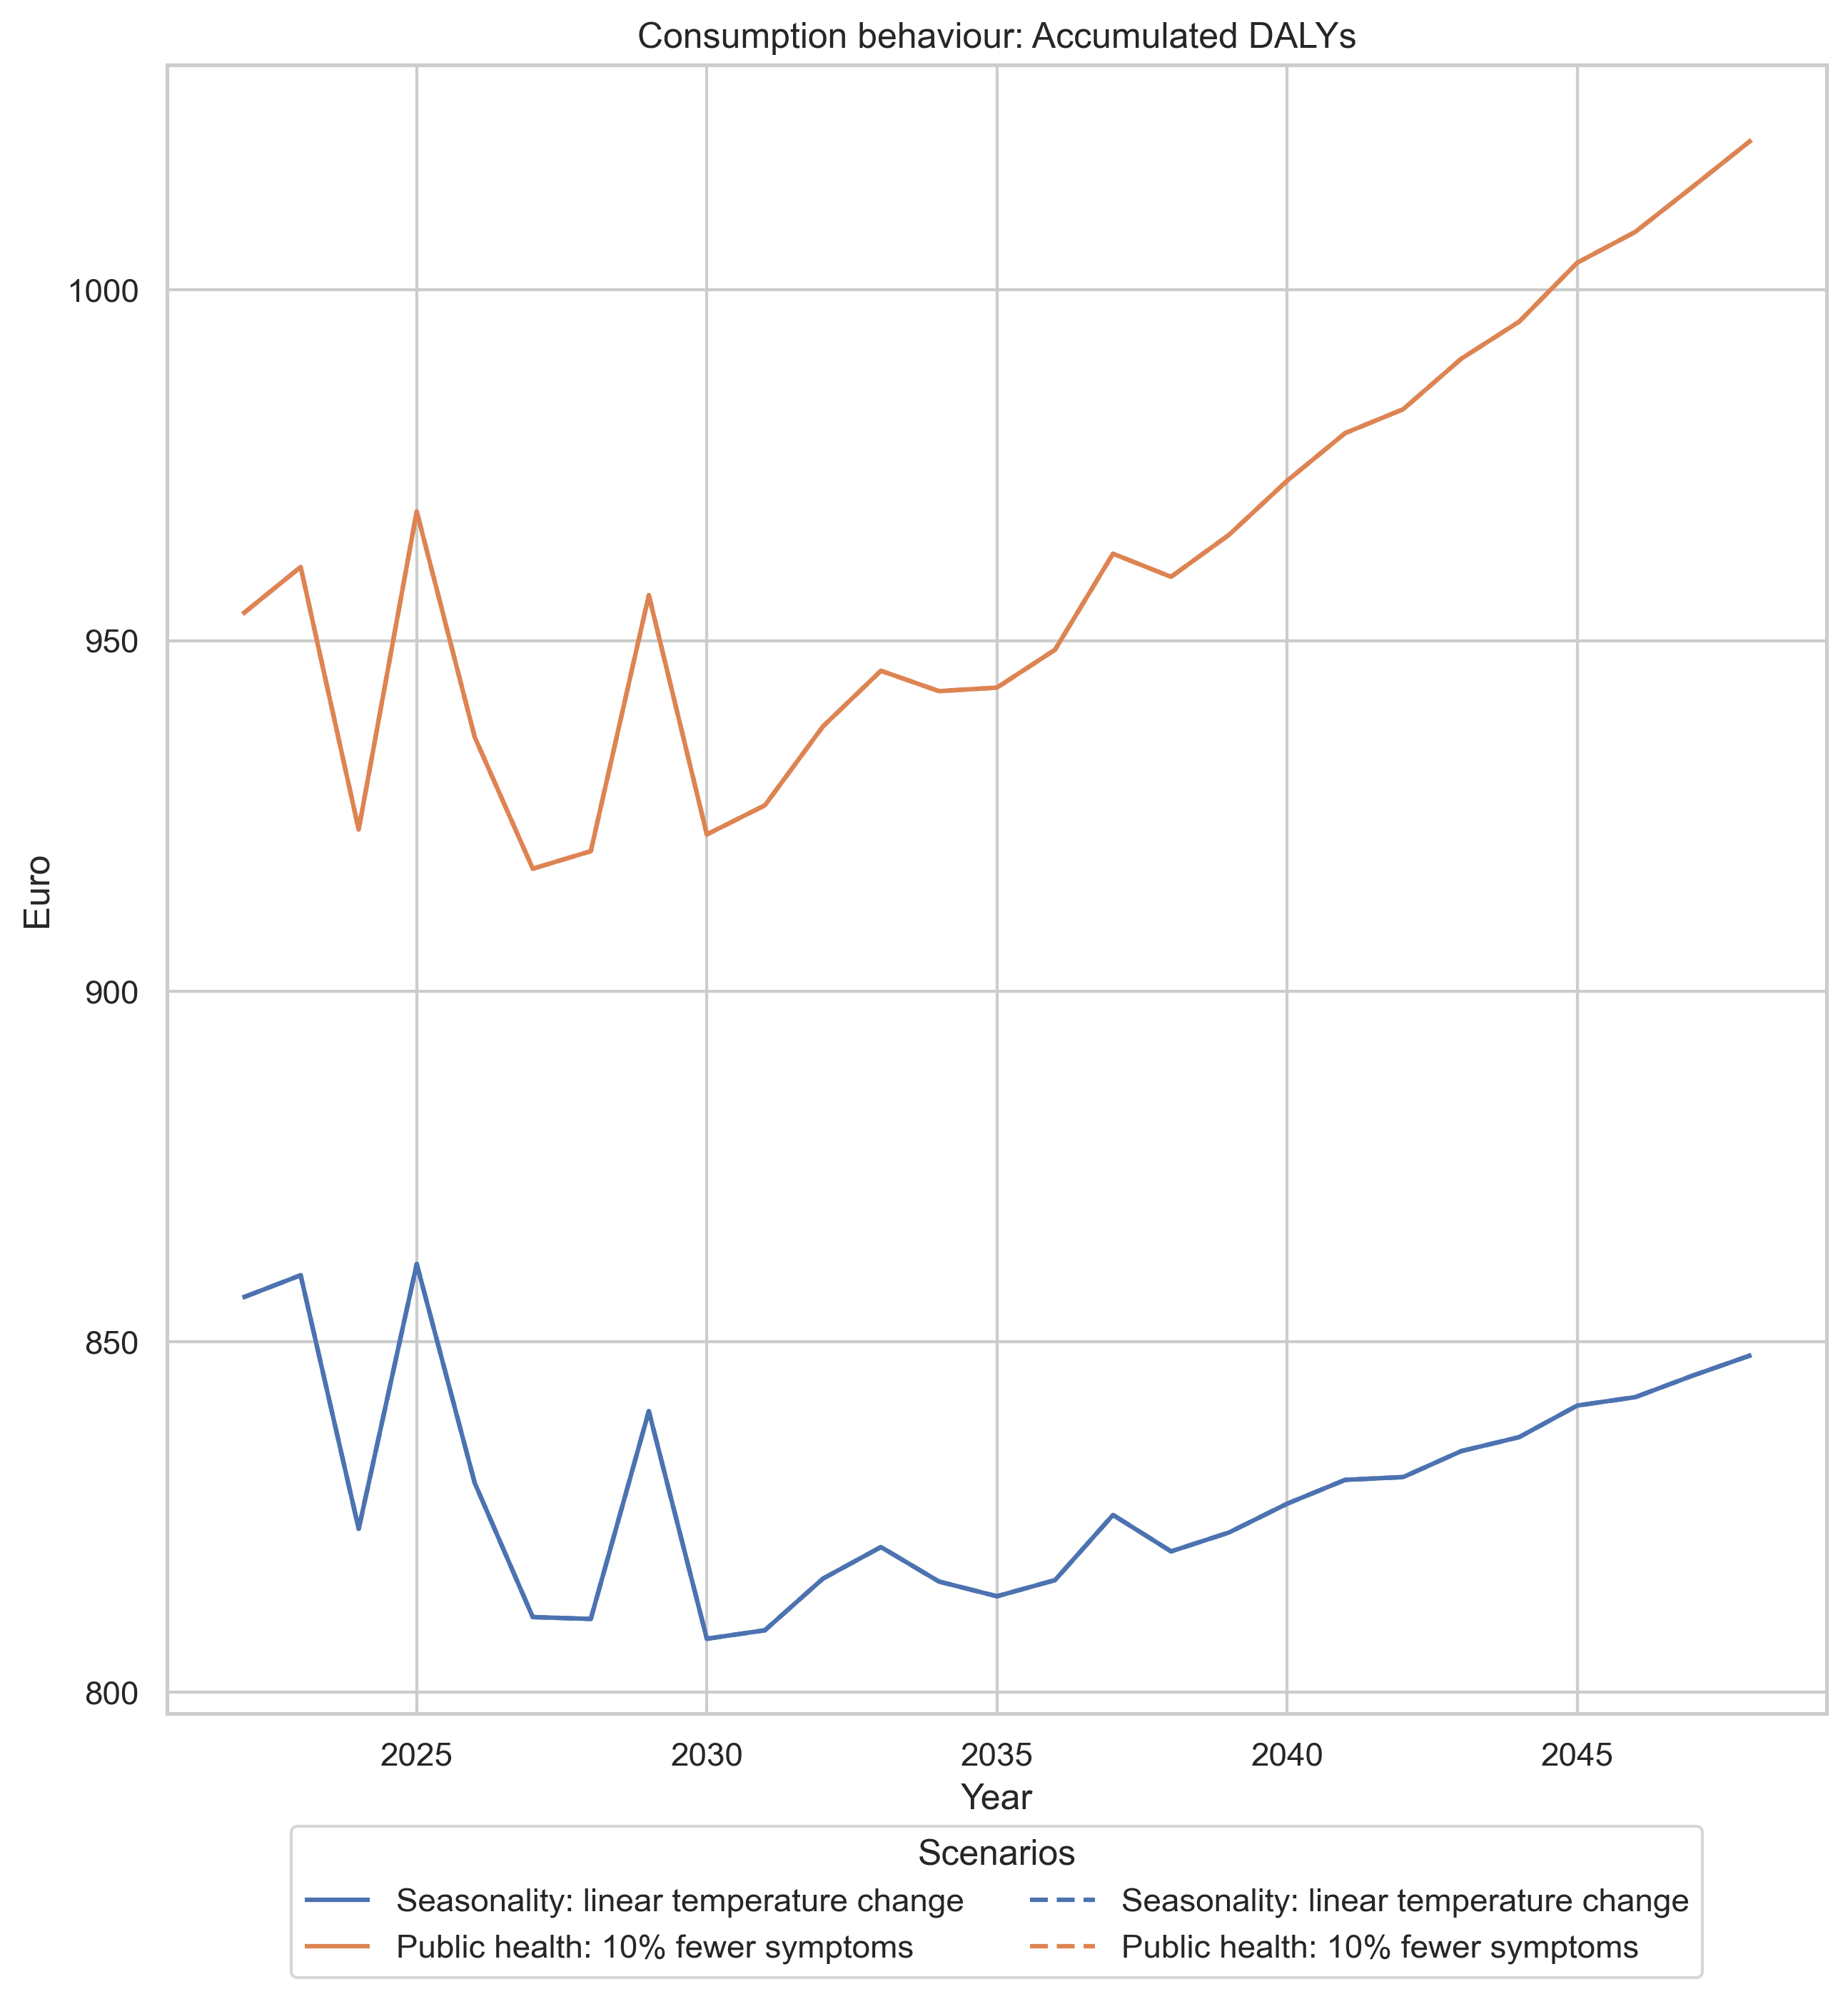 Consumption behaviour: Accumulated DALYs
1000
950
900
850
800
Euro
2025 2030 2035 2040 2045
Year
Scenarios
Seasonality: linear temperature change Seasonality: linear temperature change
Public health: 10% fewer symptoms Public health: 10% fewer symptoms